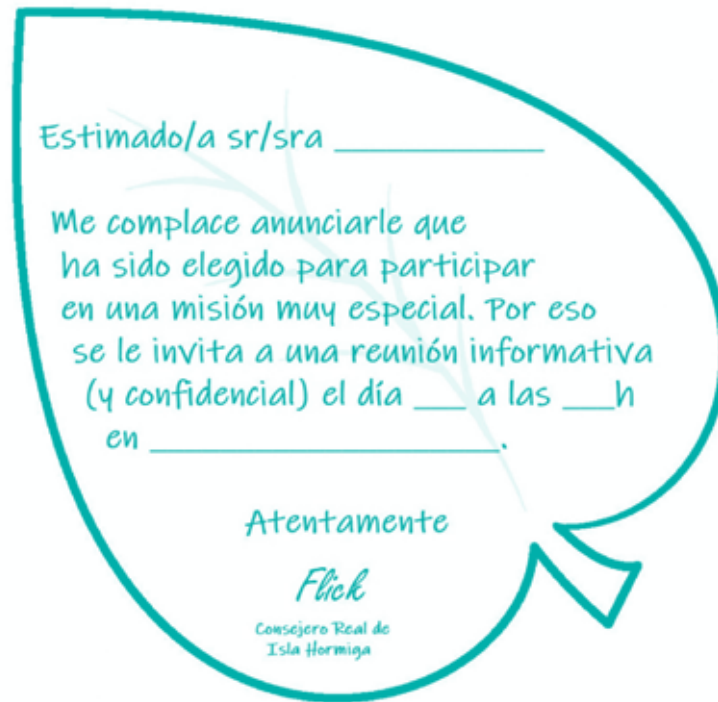 Estimado/a sr/sra ____________
Me complace anunciarle que
ha sido elegido para participar
en una misión muy especial. Por eso
se le invita a una reunión informativa
(y confidencial) el día ___ a las ___h
en ____________________.
Atentamente
Flick
Consejero Real de
Isla Hormiga